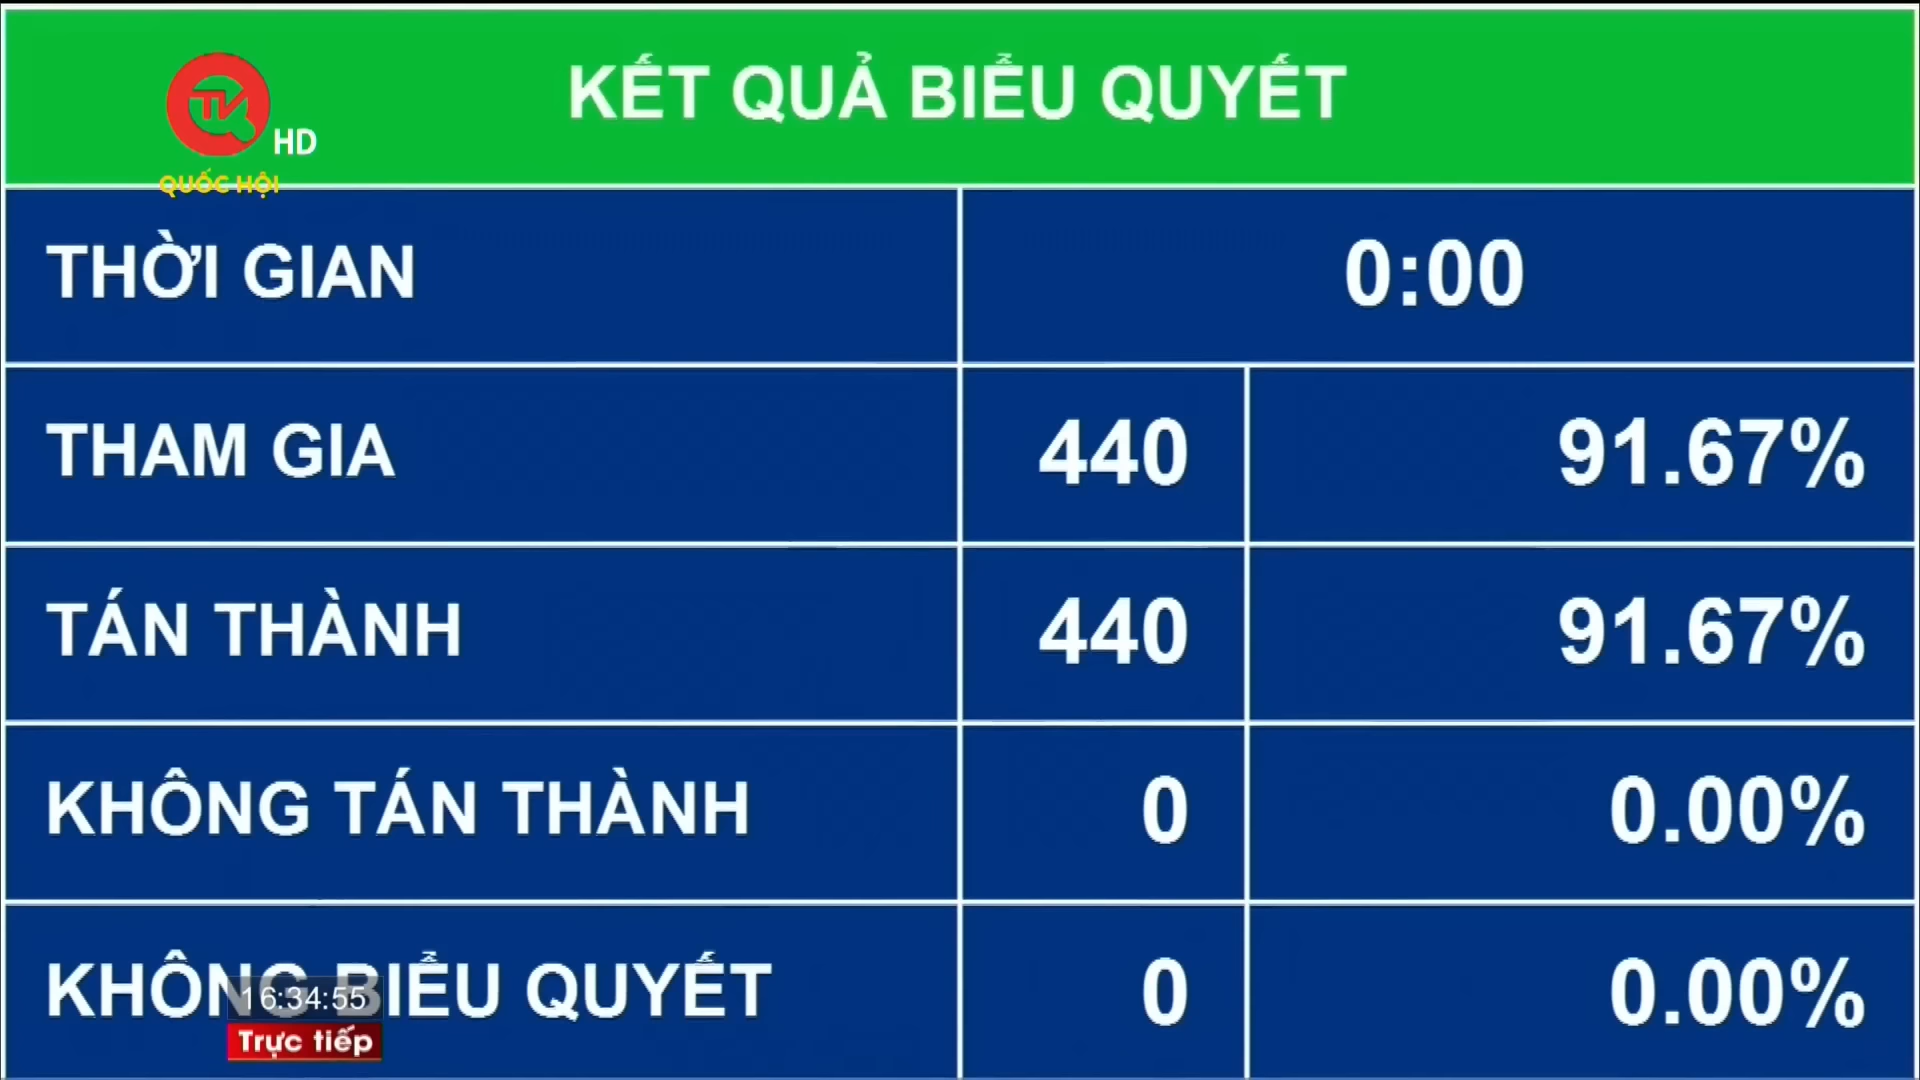 KẾT QUẢ BIỂU QUYẾT
TV HD
QUỐC HỘI
THỜI GIAN 0:00
THAM GIA 440 91.67%
TÁN THÀNH 440 91.67%
KHÔNG TÁN THÀNH 0 0.00%
KHÔNG BIỂU QUYẾT 0 0.00%
16:34:55
Trực tiếp